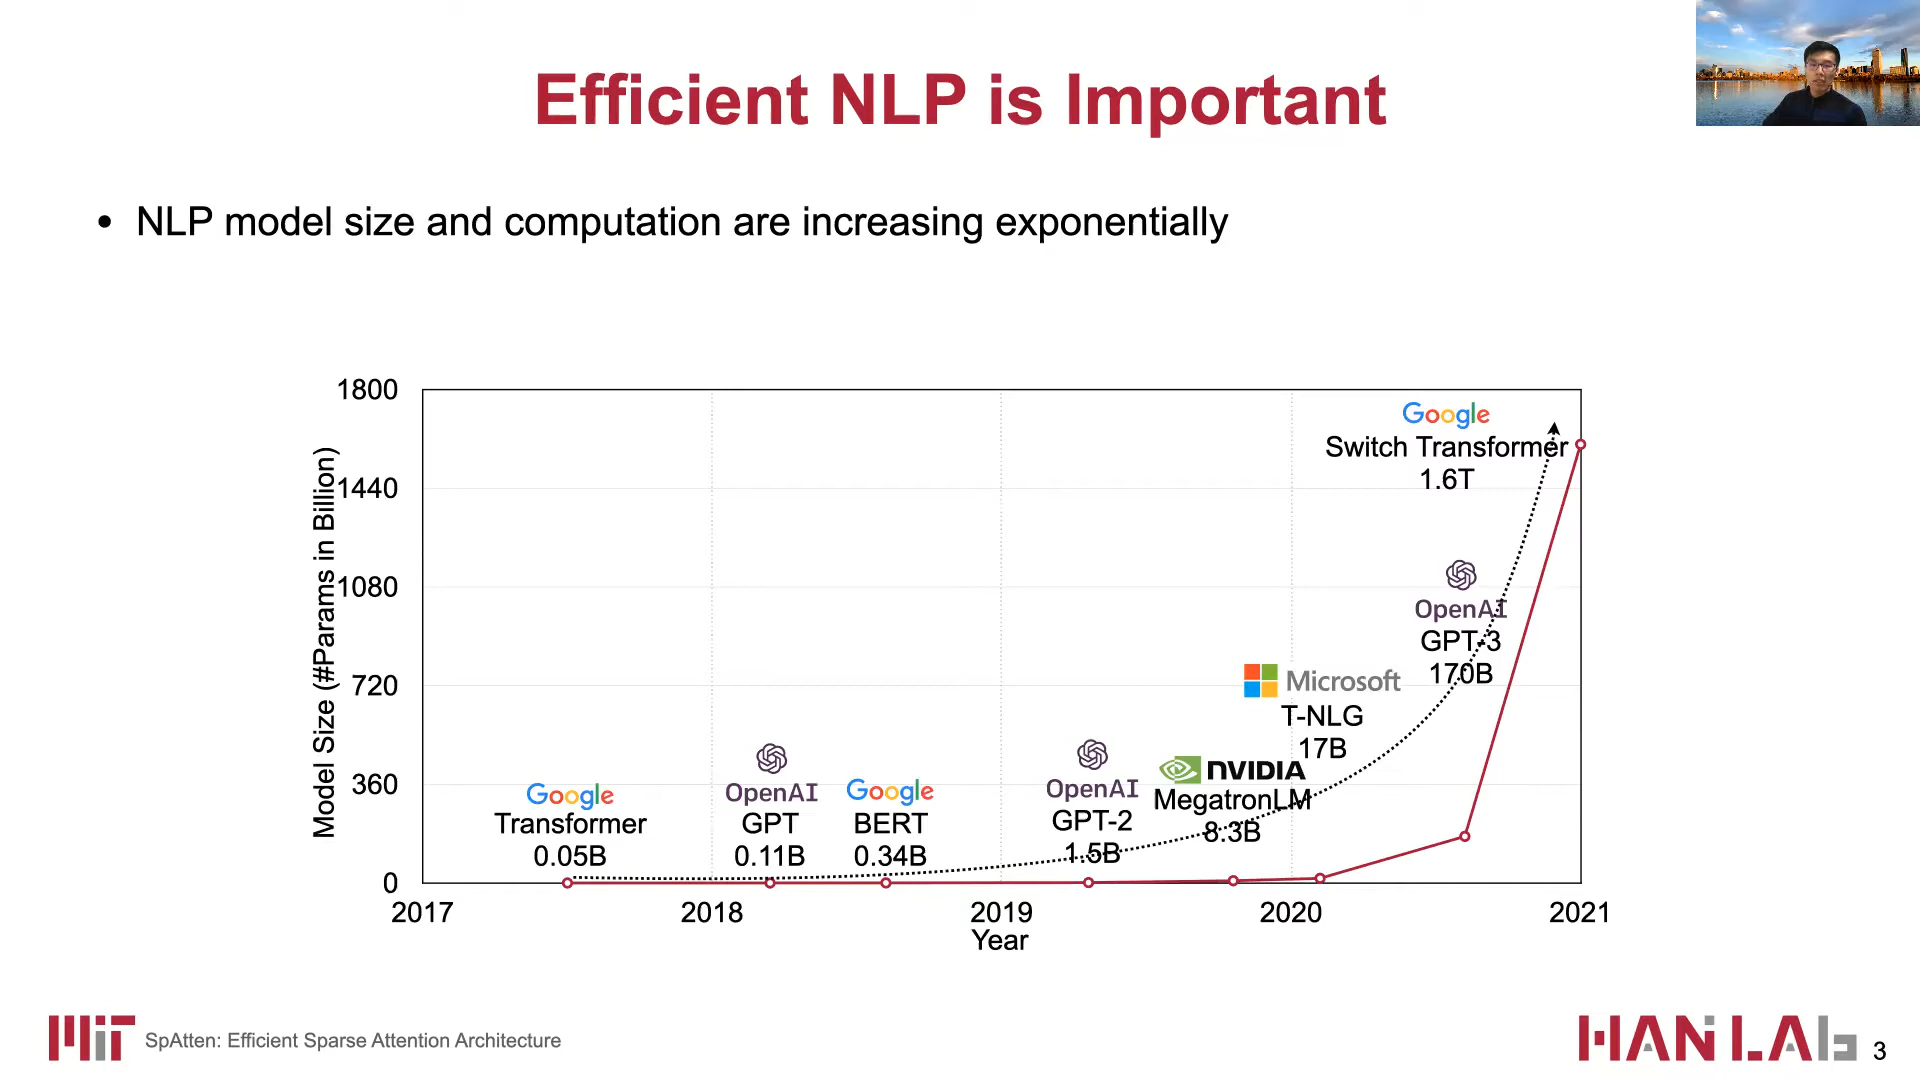 Efficient NLP is Important
• NLP model size and computation are increasing exponentially
Model Size (#Params in Billion)
1800
1440
1080
720
360
0
Google
Transformer
0.05B
OpenAI
GPT
0.11B
Google
BERT
0.34B
OpenAI
GPT-2
1.5B
NVIDIA
MegatronLM
8.3B
Microsoft
T-NLG
17B
OpenAI
GPT-3
170B
Google
Switch Transformer
1.6T
2017
2018
2019
2020
2021
Year
MIT
SpAtten: Efficient Sparse Attention Architecture
HAN LAb
3